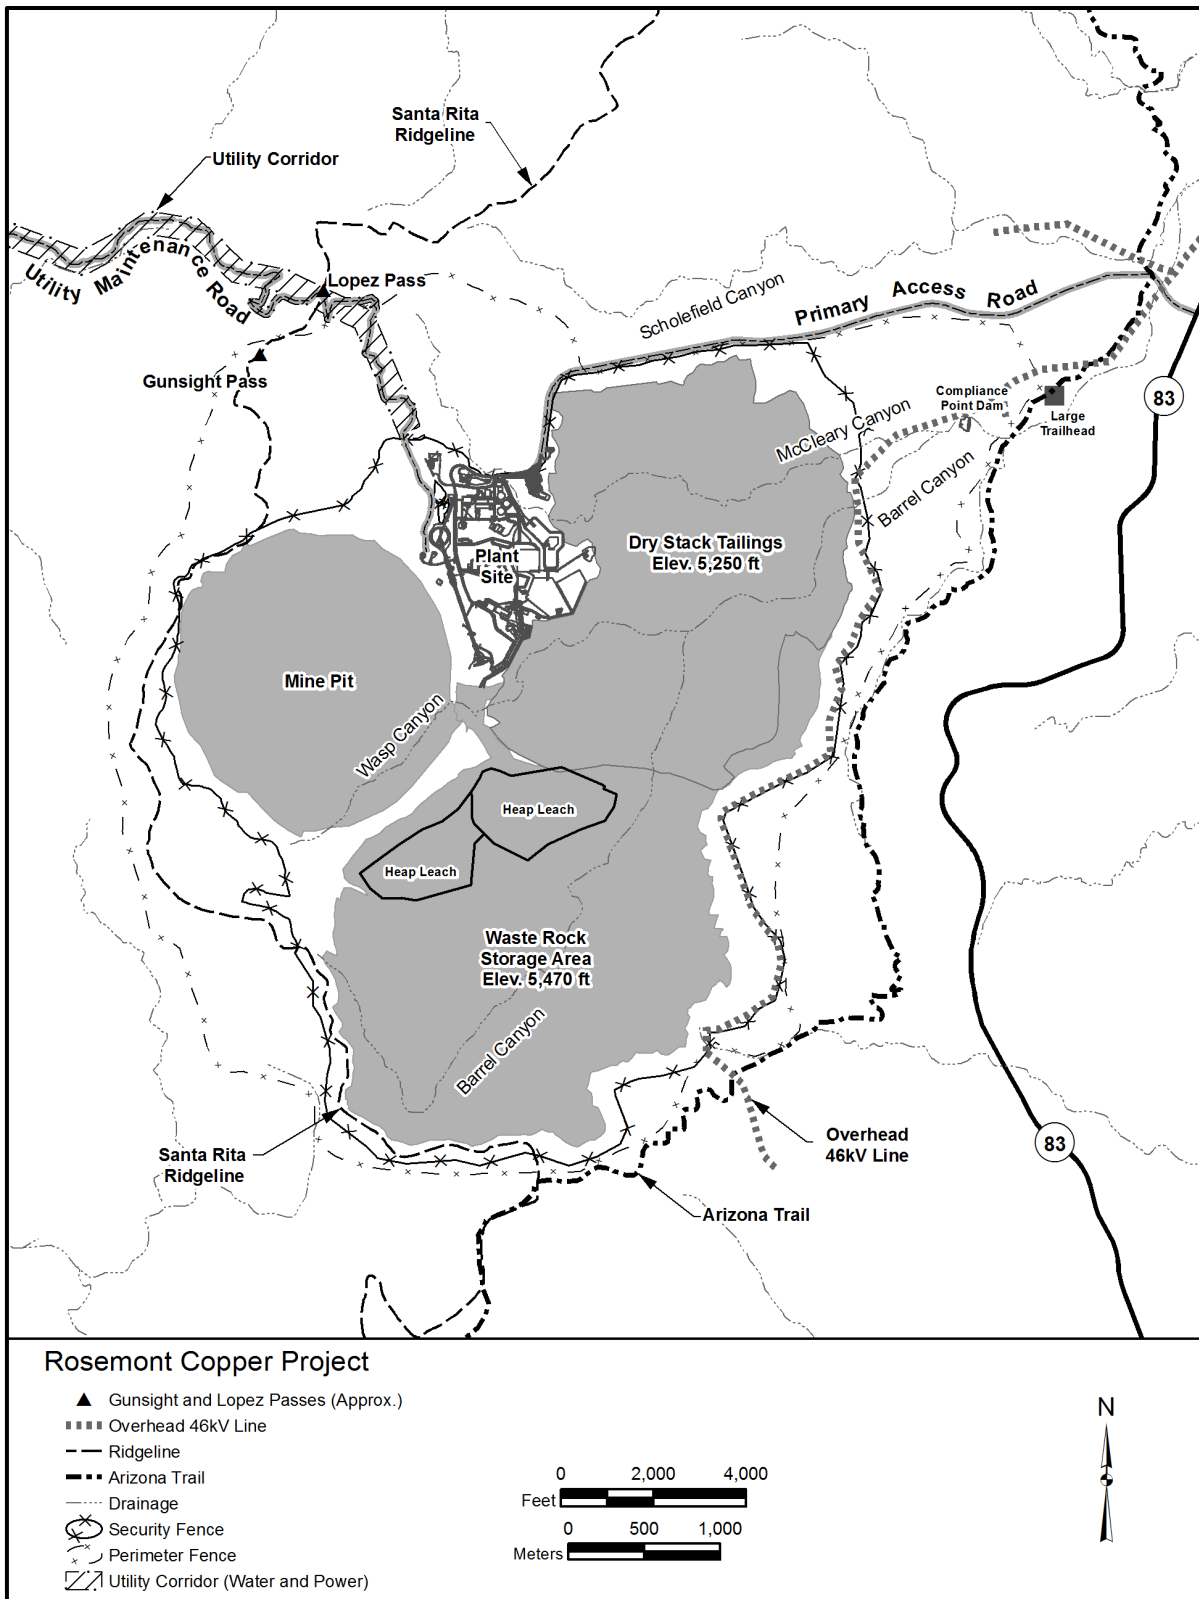 Santa Rita
Ridgeline
Utility Corridor
Utility Maintenance Road
Lopez Pass
Gunsight Pass
Scholefield Canyon
Primary Access Road
83
Compliance
Point Dam
Large
Trailhead
McCleary Canyon
Barrel Canyon
Dry Stack Tailings
Elev. 5,250 ft
Plant
Site
Mine Pit
Wasp Canyon
Heap Leach
Heap Leach
Waste Rock
Storage Area
Elev. 5,470 ft
Barrel Canyon
Overhead
46kV Line
83
Santa Rita
Ridgeline
Arizona Trail
Rosemont Copper Project
Gunsight and Lopez Passes (Approx.)
Overhead 46kV Line
Ridgeline
Arizona Trail
Drainage
Security Fence
Perimeter Fence
Utility Corridor (Water and Power)
0 2,000 4,000
Feet
0 500 1,000
Meters
N